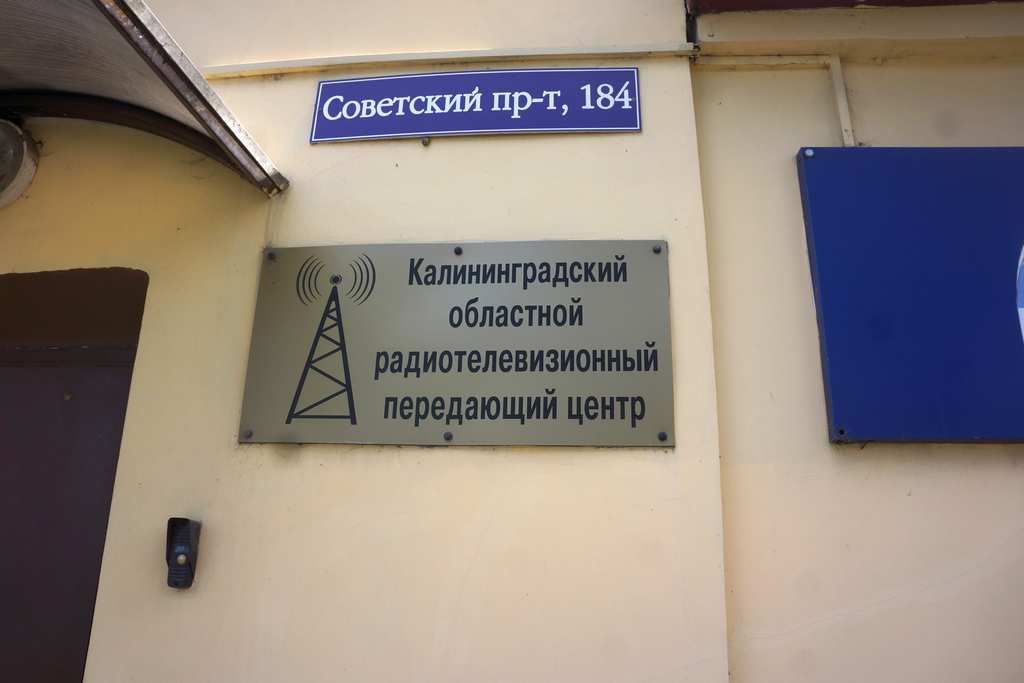 Советский пр-т, 184
Калининградский
областной
радиотелевизионный
передающий центр